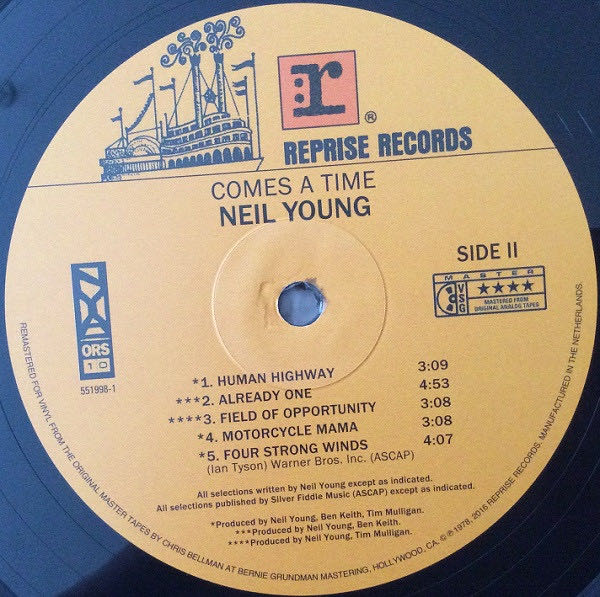 r
®
REPRISE RECORDS
COMES A TIME
NEIL YOUNG
SIDE II
NYA
ORS
10
551998-1
MASTER
VSG
★★★★
MASTERED FROM
ORIGINAL ANALOG TAPES
*1. HUMAN HIGHWAY 3:09
***2. ALREADY ONE 4:53
****3. FIELD OF OPPORTUNITY 3:08
*4. MOTORCYCLE MAMA 3:08
*5. FOUR STRONG WINDS 4:07
(Ian Tyson) Warner Bros. Inc. (ASCAP)
All selections written by Neil Young except as indicated.
All selections published by Silver Fiddle Music (ASCAP) except as indicated.
*Produced by Neil Young, Ben Keith, Tim Mulligan.
***Produced by Neil Young, Ben Keith.
****Produced by Neil Young, Tim Mulligan.
REMASTERED FOR VINYL FROM THE ORIGINAL MASTER TAPES BY CHRIS BELLMAN AT BERNIE GRUNDMAN MASTERING, HOLLYWOOD, CA. © ℗ 1978, 2016 REPRISE RECORDS. MANUFACTURED IN THE NETHERLANDS.